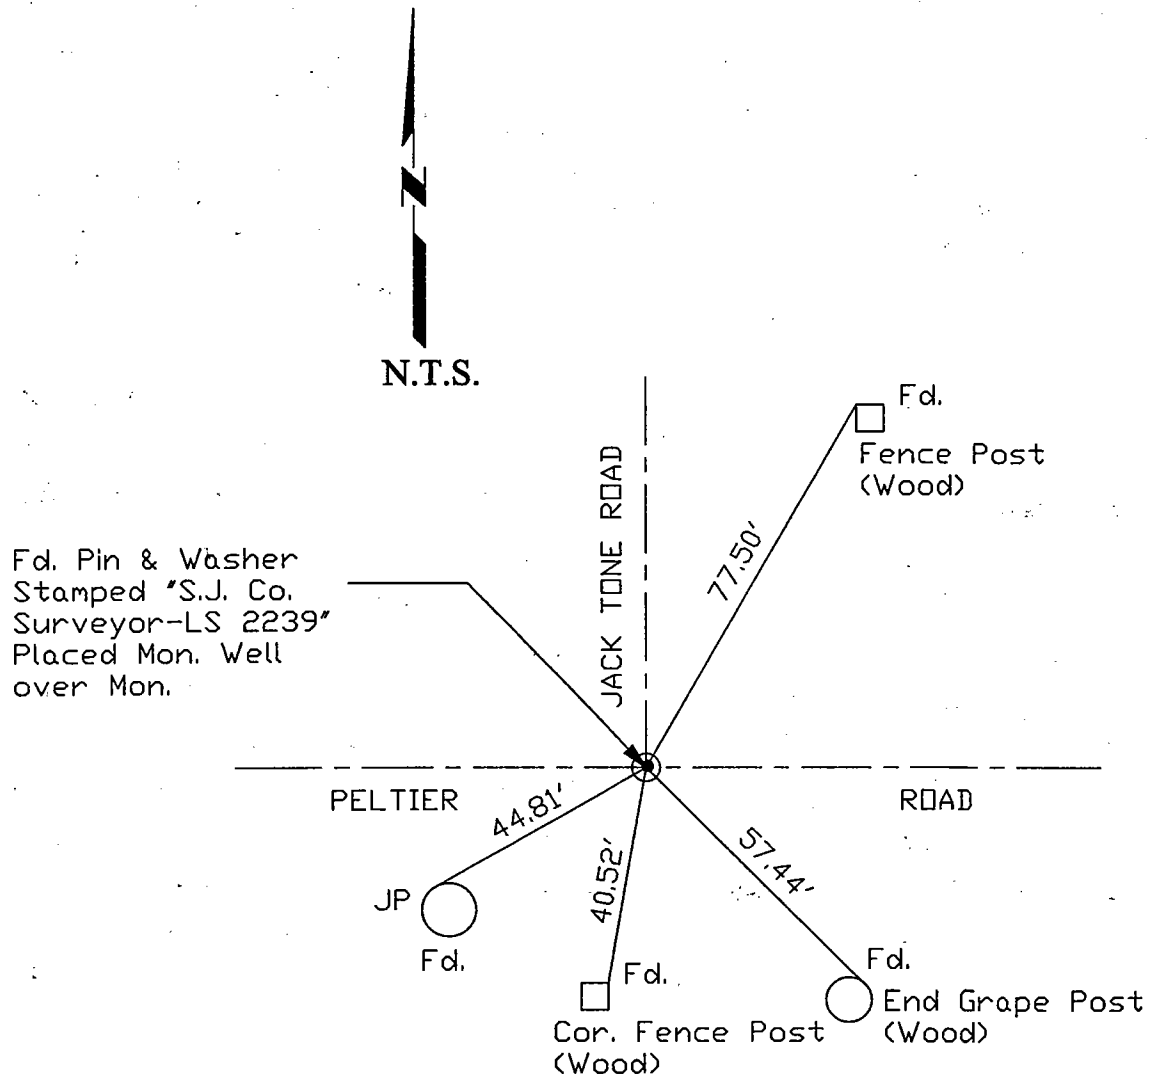 N
N.T.S.
Fd.
Fence Post
(Wood)
JACK TONE ROAD
77.50'
Fd. Pin & Washer
Stamped "S.J. Co.
Surveyor-LS 2239"
Placed Mon. Well
over Mon.
PELTIER ROAD
44.81'
40.52'
57.44'
JP
Fd.
Fd.
Cor. Fence Post
(Wood)
Fd.
End Grape Post
(Wood)